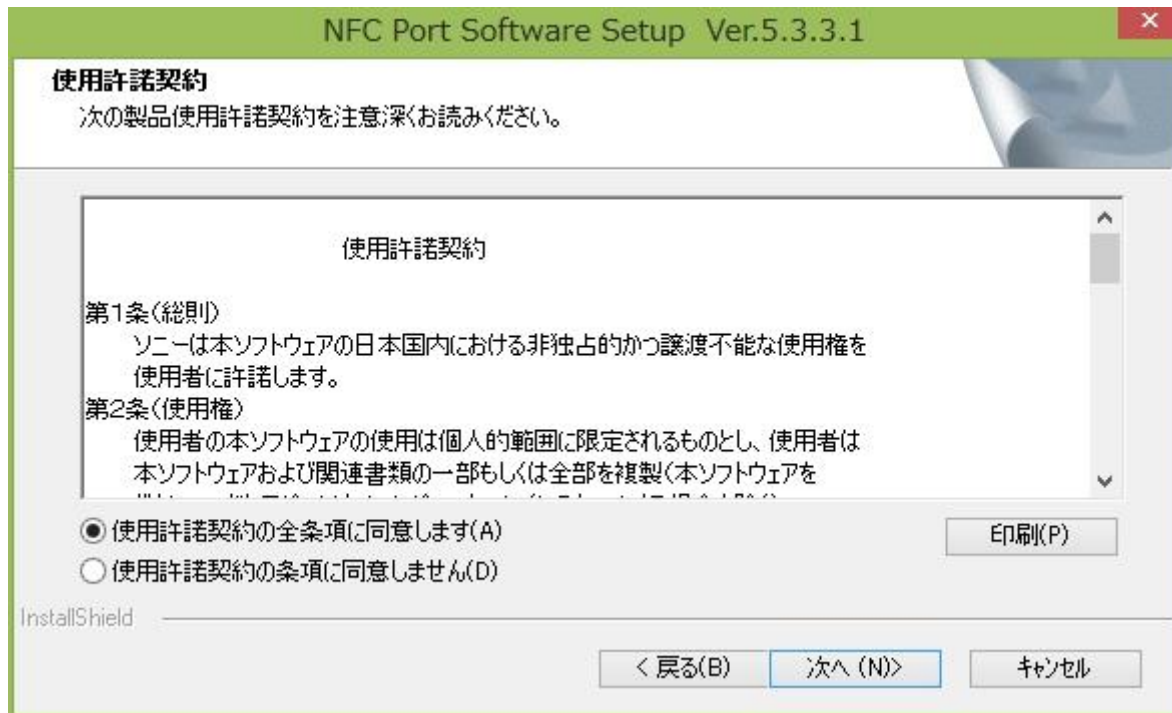 NFC Port Software Setup Ver.5.3.3.1
使用許諾契約
次の製品使用許諾契約を注意深くお読みください。
使用許諾契約
第1条(総則)
ソニーは本ソフトウェアの日本国内における非独占的かつ譲渡不能な使用権を
使用者に許諾します。
第2条(使用権)
使用者の本ソフトウェアの使用は個人的範囲に限定されるものとし、使用者は
本ソフトウェアおよび関連書類の一部もしくは全部を複製(本ソフトウェアを
使用許諾契約の全条項に同意します(A)
印刷(P)
使用許諾契約の条項に同意しません(D)
InstallShield
< 戻る(B)
次へ (N)>
キャンセル